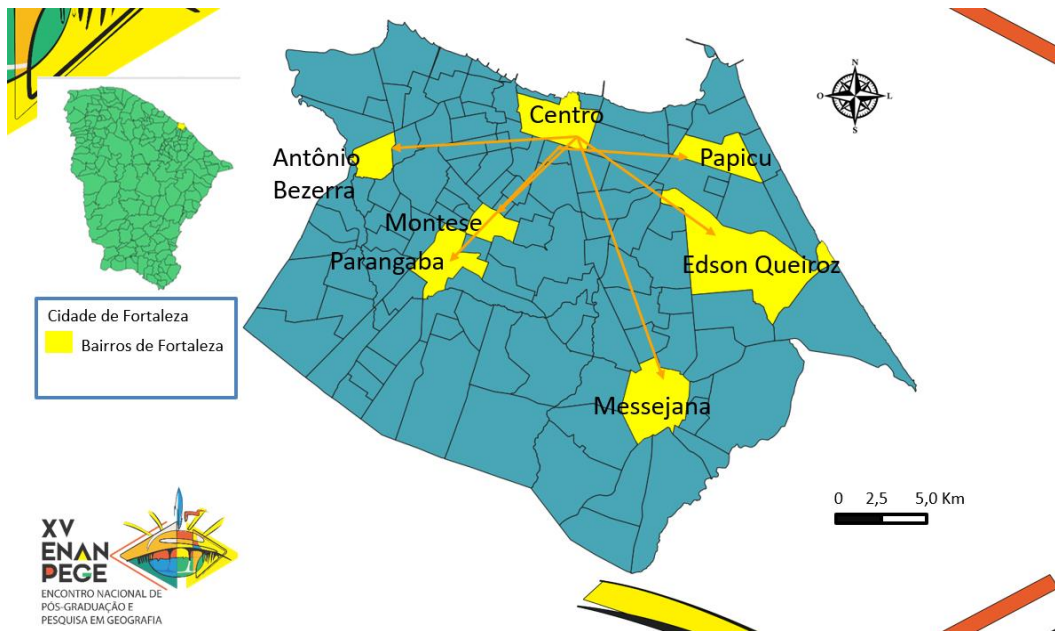 Centro
Antônio
Bezerra
Papicu
Montese
Parangaba
Edson Queiroz
Messejana
N
O
L
S
Cidade de Fortaleza
Bairros de Fortaleza
0 2,5 5,0 Km
XV
ENAN
PEGE
ENCONTRO NACIONAL DE
PÓS-GRADUAÇÃO E
PESQUISA EM GEOGRAFIA